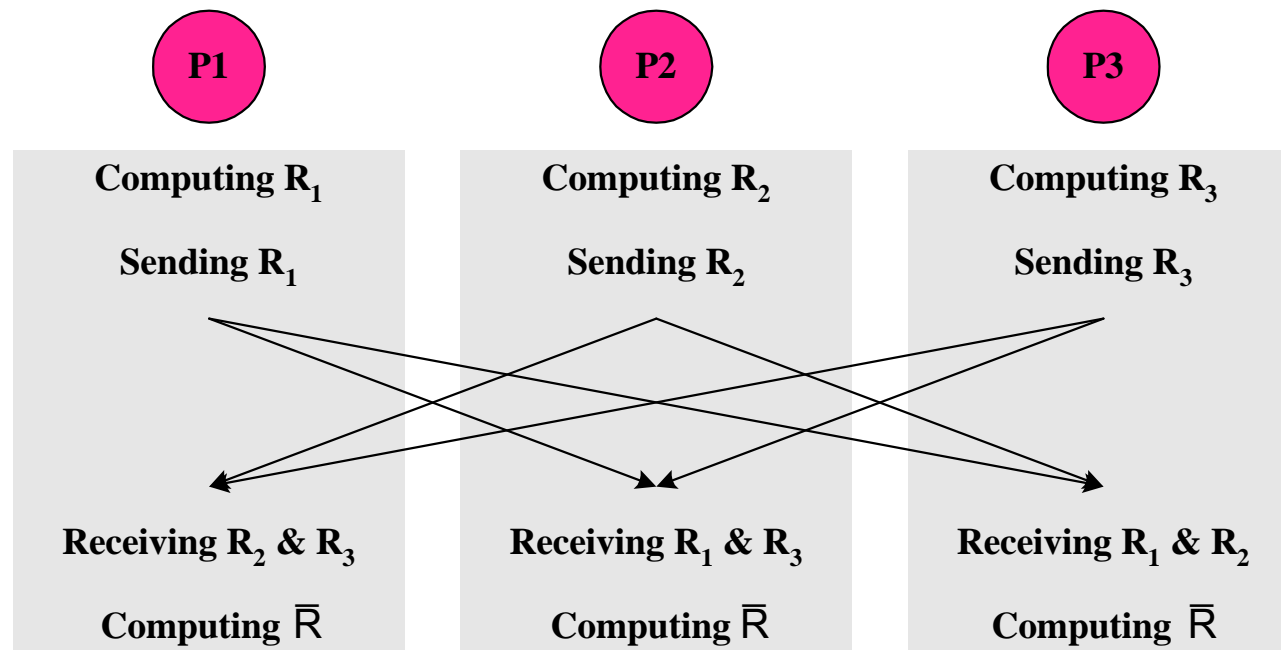 P1
P2
P3
Computing R₁
Computing R₂
Computing R₃
Sending R₁
Sending R₂
Sending R₃
Receiving R₂ & R₃
Receiving R₁ & R₃
Receiving R₁ & R₂
Computing R̅
Computing R̅
Computing R̅